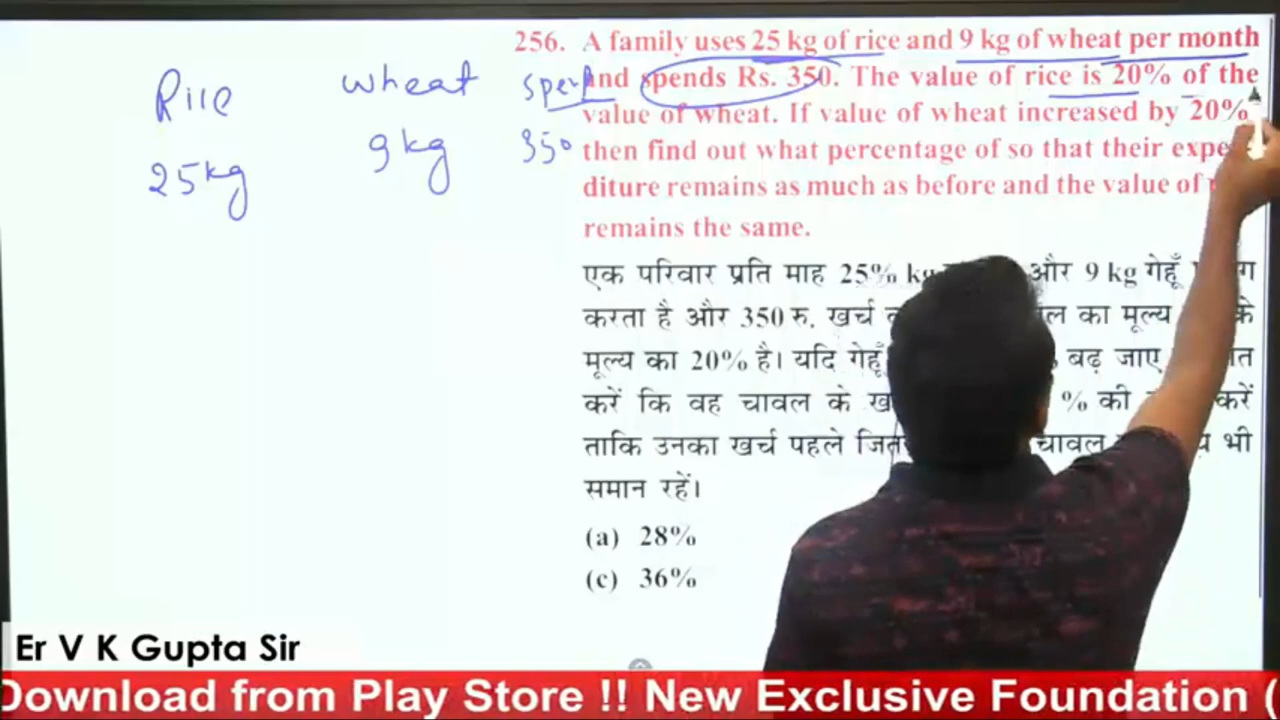 256. A family uses 25 kg of rice and 9 kg of wheat per month
and spends Rs. 350. The value of rice is 20% of the
value of wheat. If value of wheat increased by 20%
then find out what percentage of so that their expe
diture remains as much as before and the value of
remains the same.
Rice wheat spend
25kg 9kg 350
एक परिवार प्रति माह 25% kg और 9 kg गेहूँ
करता है और 350 रु. खर्च का मूल्य के
मूल्य का 20% है। यदि गेहूँ बढ़ जाए
करें कि वह चावल के % की करें
ताकि उनका खर्च पहले चावल भी
समान रहें।
(a) 28%
(c) 36%
Er V K Gupta Sir
Download from Play Store !! New Exclusive Foundation (